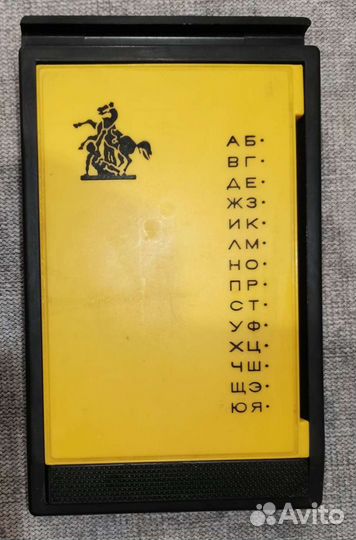 АБ•
ВГ•
ДЕ•
ЖЗ•
ИК•
ЛМ•
НО•
ПР•
СТ•
УФ•
ХЦ•
ЧШ•
ЩЭ•
ЮЯ•
Avito